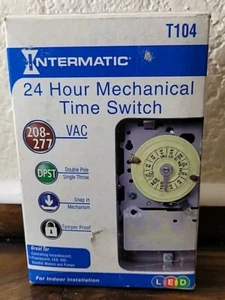 T104
INTERMATIC®
24 Hour Mechanical
Time Switch
208-
277
VAC
DPST
Double Pole
Single Throw
Snap in
Mechanism
Tamper Proof
Great for
For Indoor Installation
LED